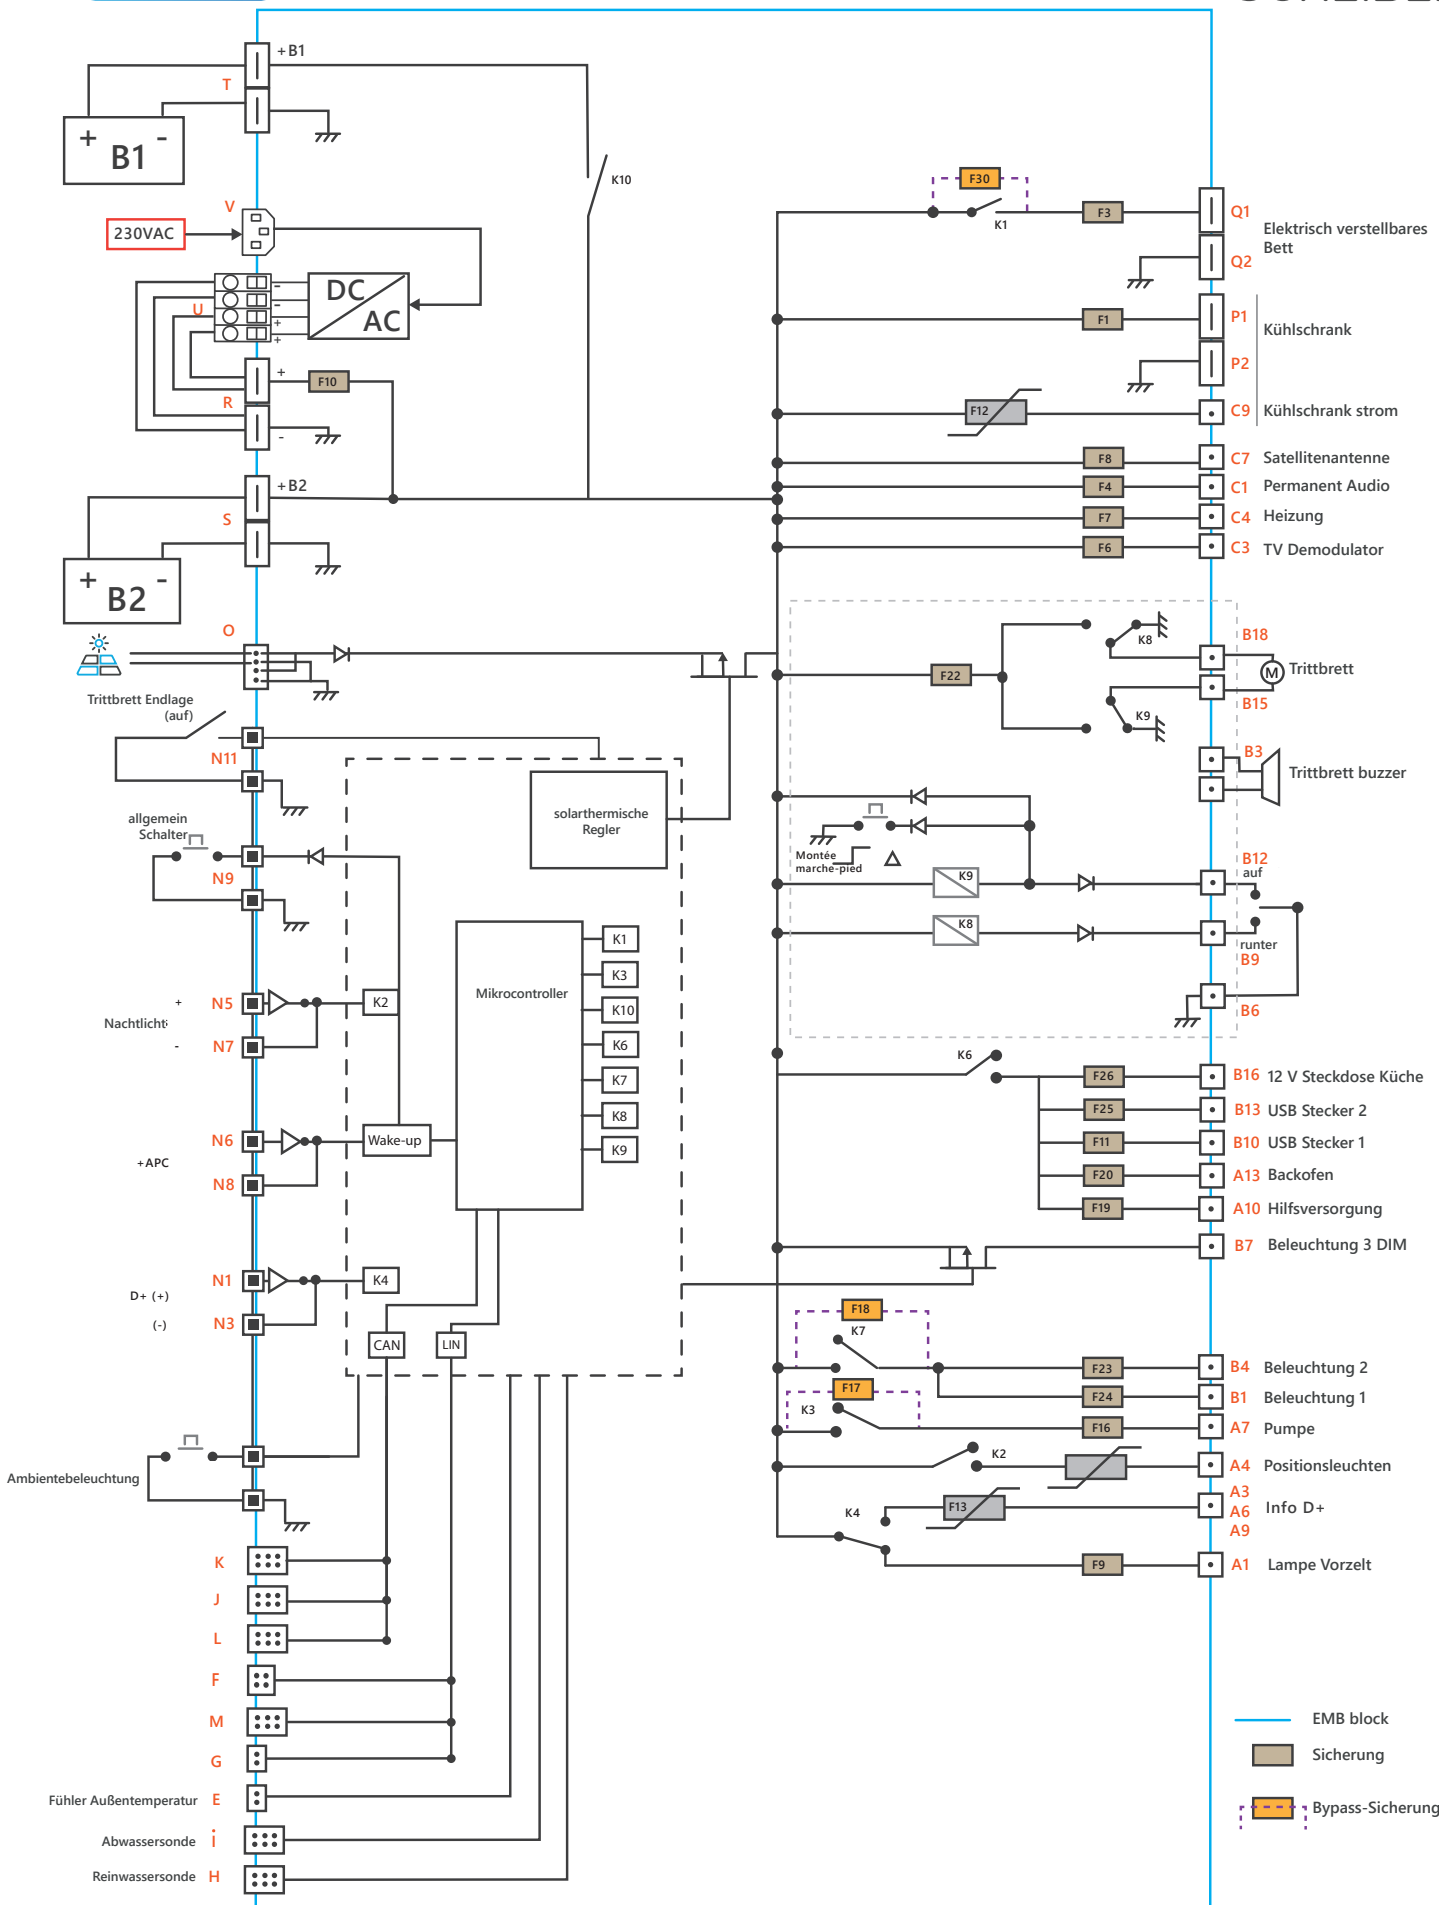 +B1
T
+ -
B1
K10
V
230VAC
DC
AC
U
-
-
+
+
+
F10
R
-
+B2
S
+ -
B2
O
Trittbrett Endlage
(auf)
N11
allgemein
Schalter
N9
solarthermische
Regler
Mikrocontroller
K1
K3
K10
K6
K7
K8
K9
+
N5
K2
Nachtlicht:
-
N7
N6
Wake-up
+APC
N8
N1
K4
D+ (+)
(-)
N3
CAN
LIN
Ambientebeleuchtung
K
J
L
F
M
G
Fühler Außentemperatur E
Abwassersonde i
Reinwassersonde H
F30
K1
F3
Q1
Elektrisch verstellbares
Bett
Q2
F1
P1
Kühlschrank
P2
F12
C9 Kühlschrank strom
F8
C7 Satellitenantenne
F4
C1 Permanent Audio
F7
C4 Heizung
F6
C3 TV Demodulator
K8
B18
F22
M
Trittbrett
K9
B15
B3
Trittbrett buzzer
Montée
marche-pied
K9
B12
auf
K8
runter
B9
B6
K6
F26
B16 12 V Steckdose Küche
F25
B13 USB Stecker 2
F11
B10 USB Stecker 1
F20
A13 Backofen
F19
A10 Hilfsversorgung
B7 Beleuchtung 3 DIM
F18
K7
F23
B4 Beleuchtung 2
F17
F24
B1 Beleuchtung 1
K3
F16
A7 Pumpe
K2
A4 Positionsleuchten
F13
A3
A6 Info D+
A9
K4
F9
A1 Lampe Vorzelt
EMB block
Sicherung
Bypass-Sicherung